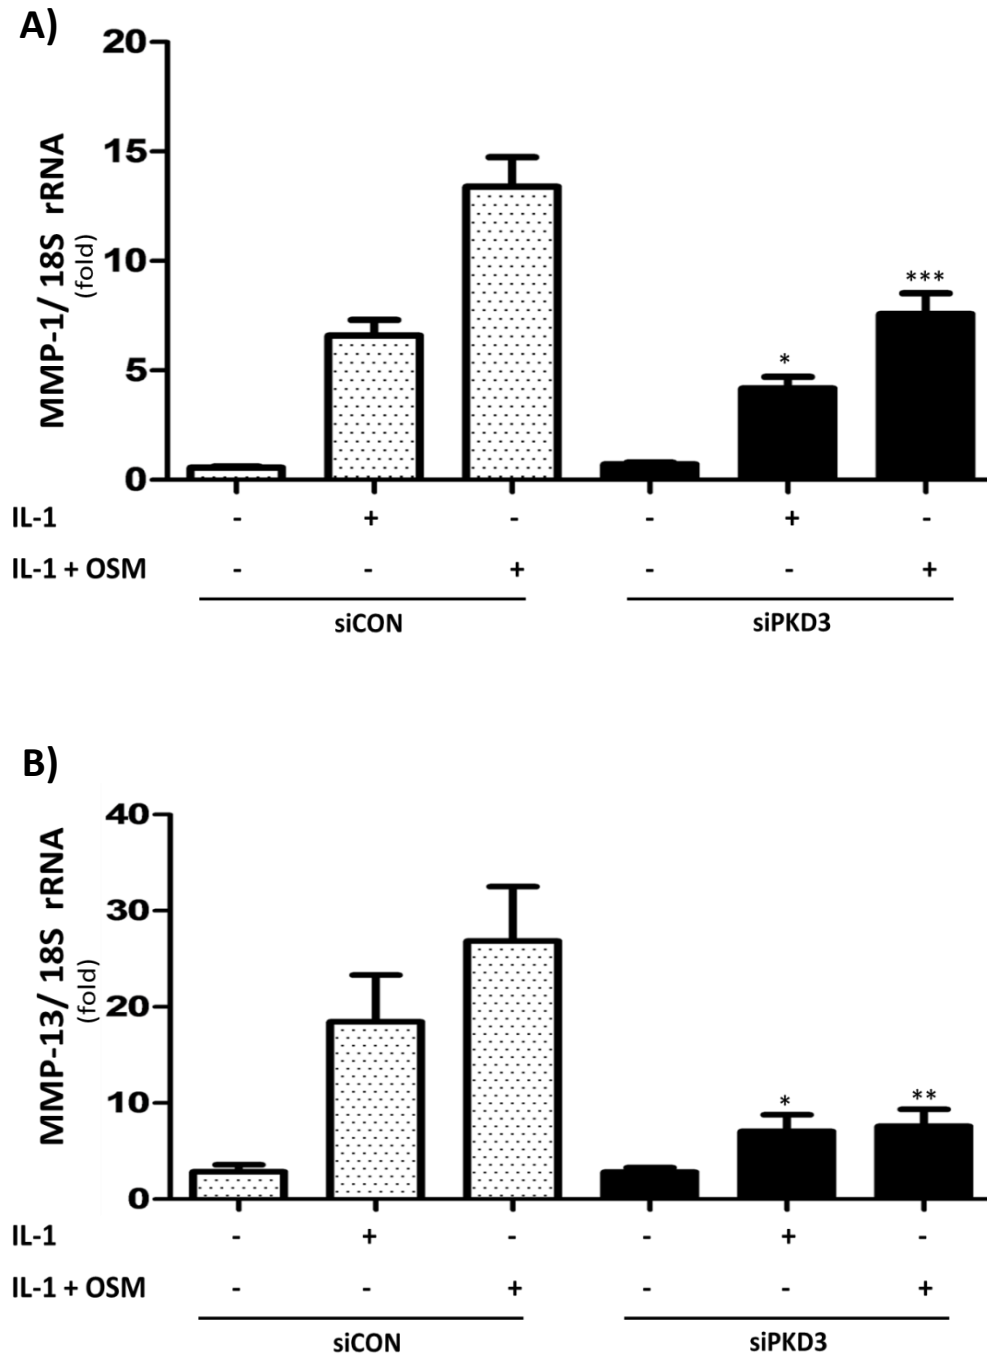 A)
20
15
10
5
0
MMP-1/ 18S rRNA
(fold)
*
***
IL-1 - + - - + -
IL-1 + OSM - - + - - +
siCON siPKD3
B)
40
30
20
10
0
MMP-13/ 18S rRNA
(fold)
*
**
IL-1 - + - - + -
IL-1 + OSM - - + - - +
siCON siPKD3